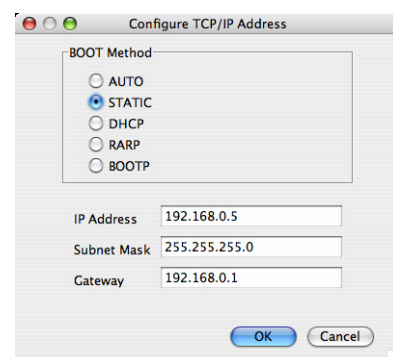 Configure TCP/IP Address
BOOT Method
AUTO
STATIC
DHCP
RARP
BOOTP
IP Address 192.168.0.5
Subnet Mask 255.255.255.0
Gateway 192.168.0.1
OK Cancel